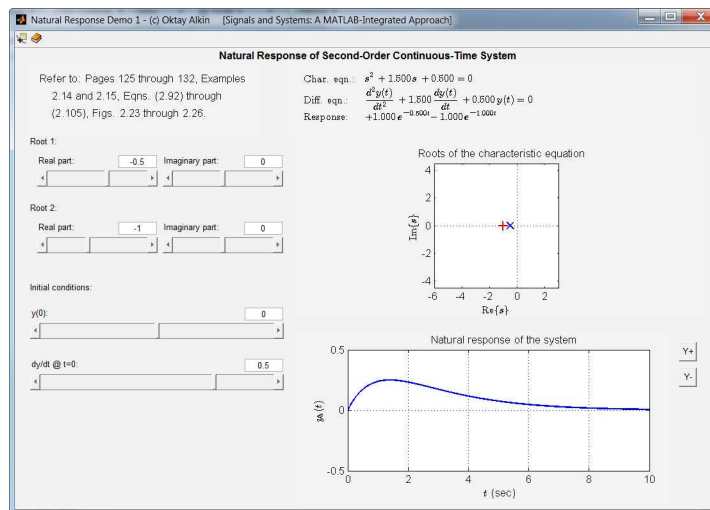 Natural Response Demo 1 - (c) Oktay Alkin [Signals and Systems: A MATLAB-Integrated Approach]
Natural Response of Second-Order Continuous-Time System
Refer to: Pages 125 through 132, Examples
2.14 and 2.15, Eqns. (2.92) through
(2.105), Figs. 2.23 through 2.26.
Char. eqn.: s² + 1.500s + 0.500 = 0
Diff. eqn.: d²y(t)/dt² + 1.500 dy(t)/dt + 0.500 y(t) = 0
Response: +1.000 e^{-0.500t} - 1.000 e^{-1.000t}
Root 1:
Real part: -0.5 Imaginary part: 0
Root 2:
Real part: -1 Imaginary part: 0
Initial conditions:
y(0): 0
dy/dt @ t=0: 0.5
Roots of the characteristic equation
4
2
0
-2
-4
Im{s}
-6 -4 -2 0 2
Re{s}
Natural response of the system
0.5
0
-0.5
yₕ(t)
0 2 4 6 8 10
t (sec)
Y+
Y-